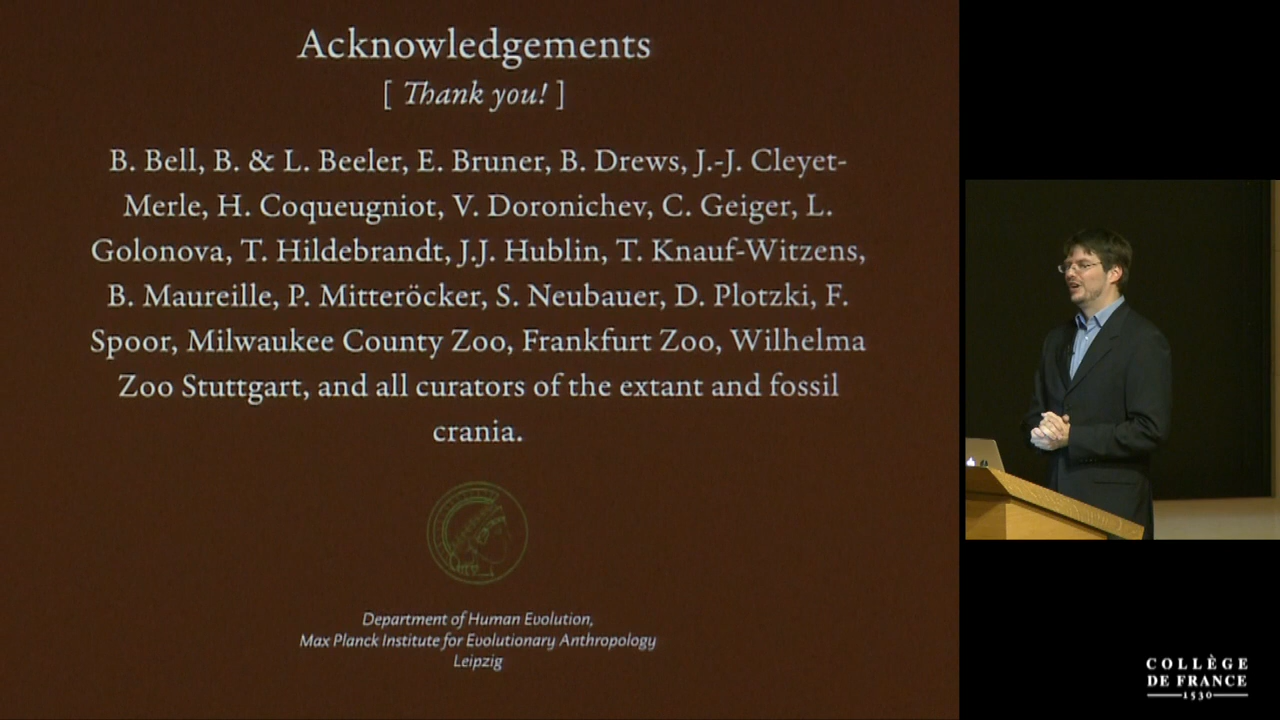 Acknowledgements
[ Thank you! ]
B. Bell, B. & L. Beeler, E. Bruner, B. Drews, J.-J. Cleyet-
Merle, H. Coqueugniot, V. Doronichev, C. Geiger, L.
Golonova, T. Hildebrandt, J.J. Hublin, T. Knauf-Witzens,
B. Maureille, P. Mitteröcker, S. Neubauer, D. Plotzki, F.
Spoor, Milwaukee County Zoo, Frankfurt Zoo, Wilhelma
Zoo Stuttgart, and all curators of the extant and fossil
crania.
Department of Human Evolution,
Max Planck Institute for Evolutionary Anthropology
Leipzig
COLLÈGE
DE FRANCE
1530